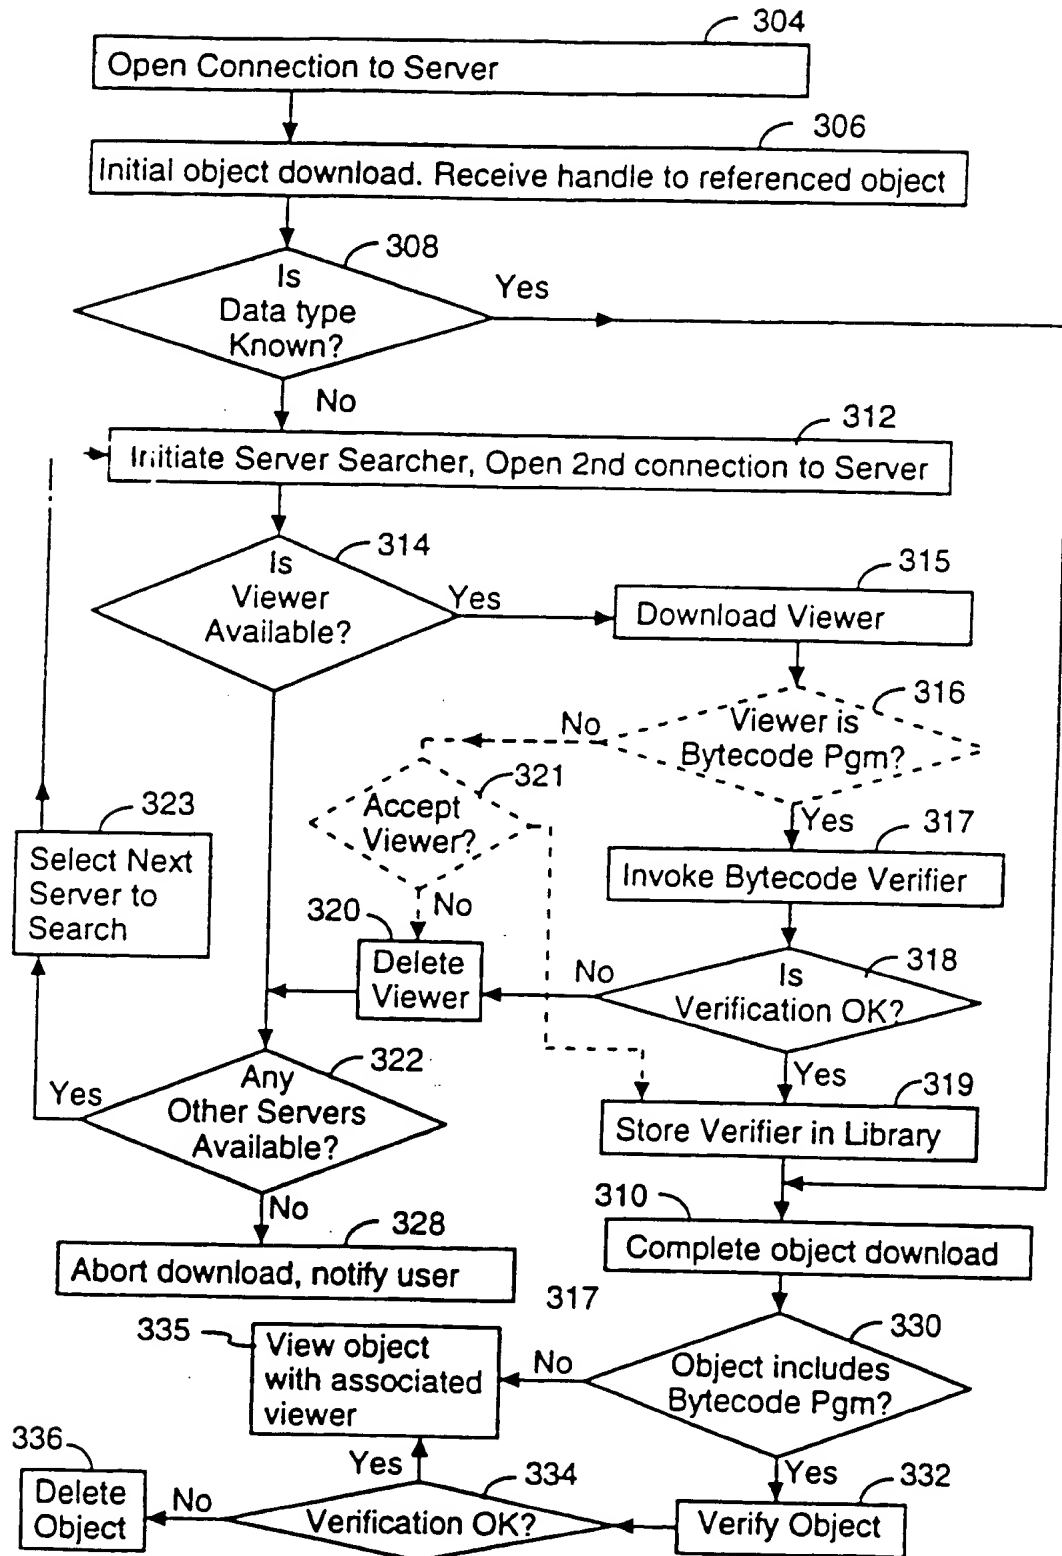 304
Open Connection to Server
306
Initial object download. Receive handle to referenced object
308
Is
Data type
Known?
Yes
No
312
Initiate Server Searcher, Open 2nd connection to Server
314
Is
Viewer
Available?
Yes
315
Download Viewer
316
Viewer is
Bytecode Pgm?
No
Yes
321
Accept
Viewer?
No
323
Select Next
Server to
Search
317
Invoke Bytecode Verifier
320
Delete
Viewer
No
318
Is
Verification OK?
Yes
322
Any
Other Servers
Available?
Yes
No
319
Store Verifier in Library
310
Complete object download
328
Abort download, notify user
317
335
View object
with associated
viewer
No
330
Object includes
Bytecode Pgm?
Yes
336
Delete
Object
No
Yes
334
Verification OK?
332
Verify Object